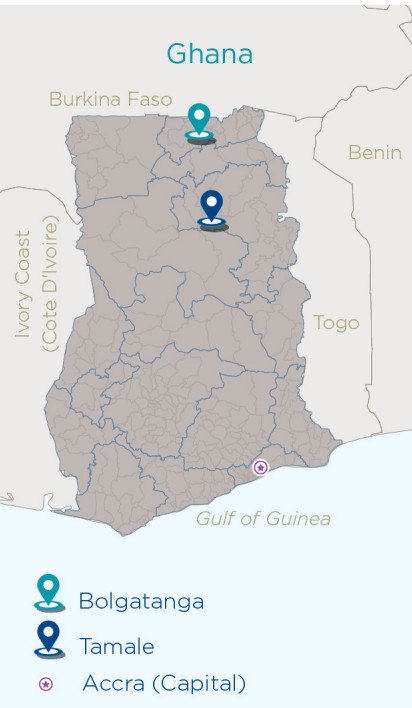 Ghana
Burkina Faso
Benin
Ivory Coast
(Cote D'Ivoire)
Togo
Gulf of Guinea
Bolgatanga
Tamale
Accra (Capital)